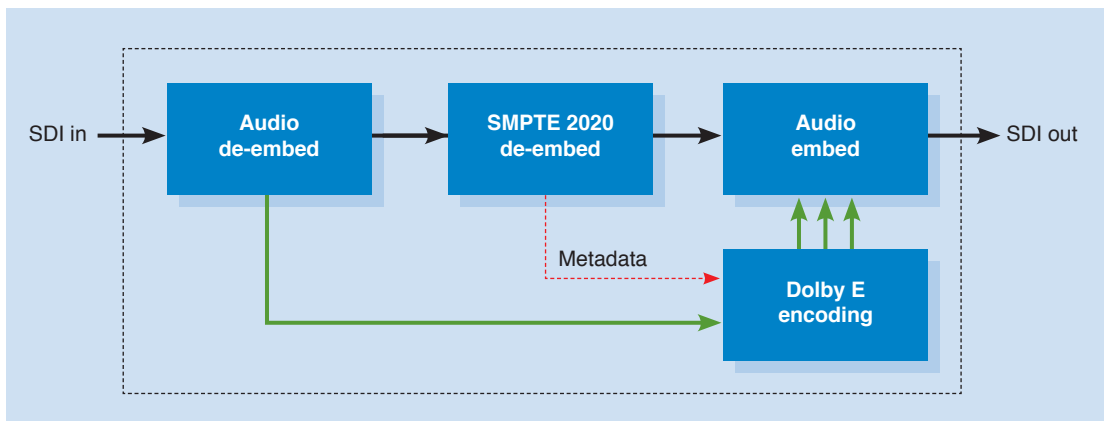 SDI in
Audio
de-embed
SMPTE 2020
de-embed
Audio
embed
SDI out
Metadata
Dolby E
encoding